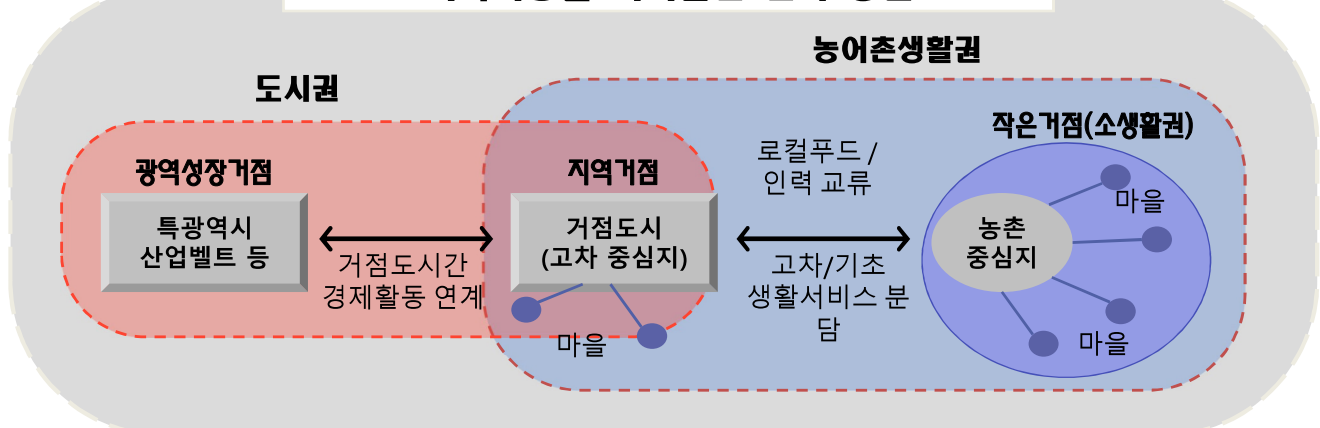 농어촌생활권
도시권
작은거점(소생활권)
광역성장거점
지역거점
로컬푸드 /
인력 교류
특광역시
산업벨트 등
거점도시
(고차 중심지)
농촌
중심지
마을
거점도시간
경제활동 연계
고차/기초
생활서비스 분
담
마을
마을